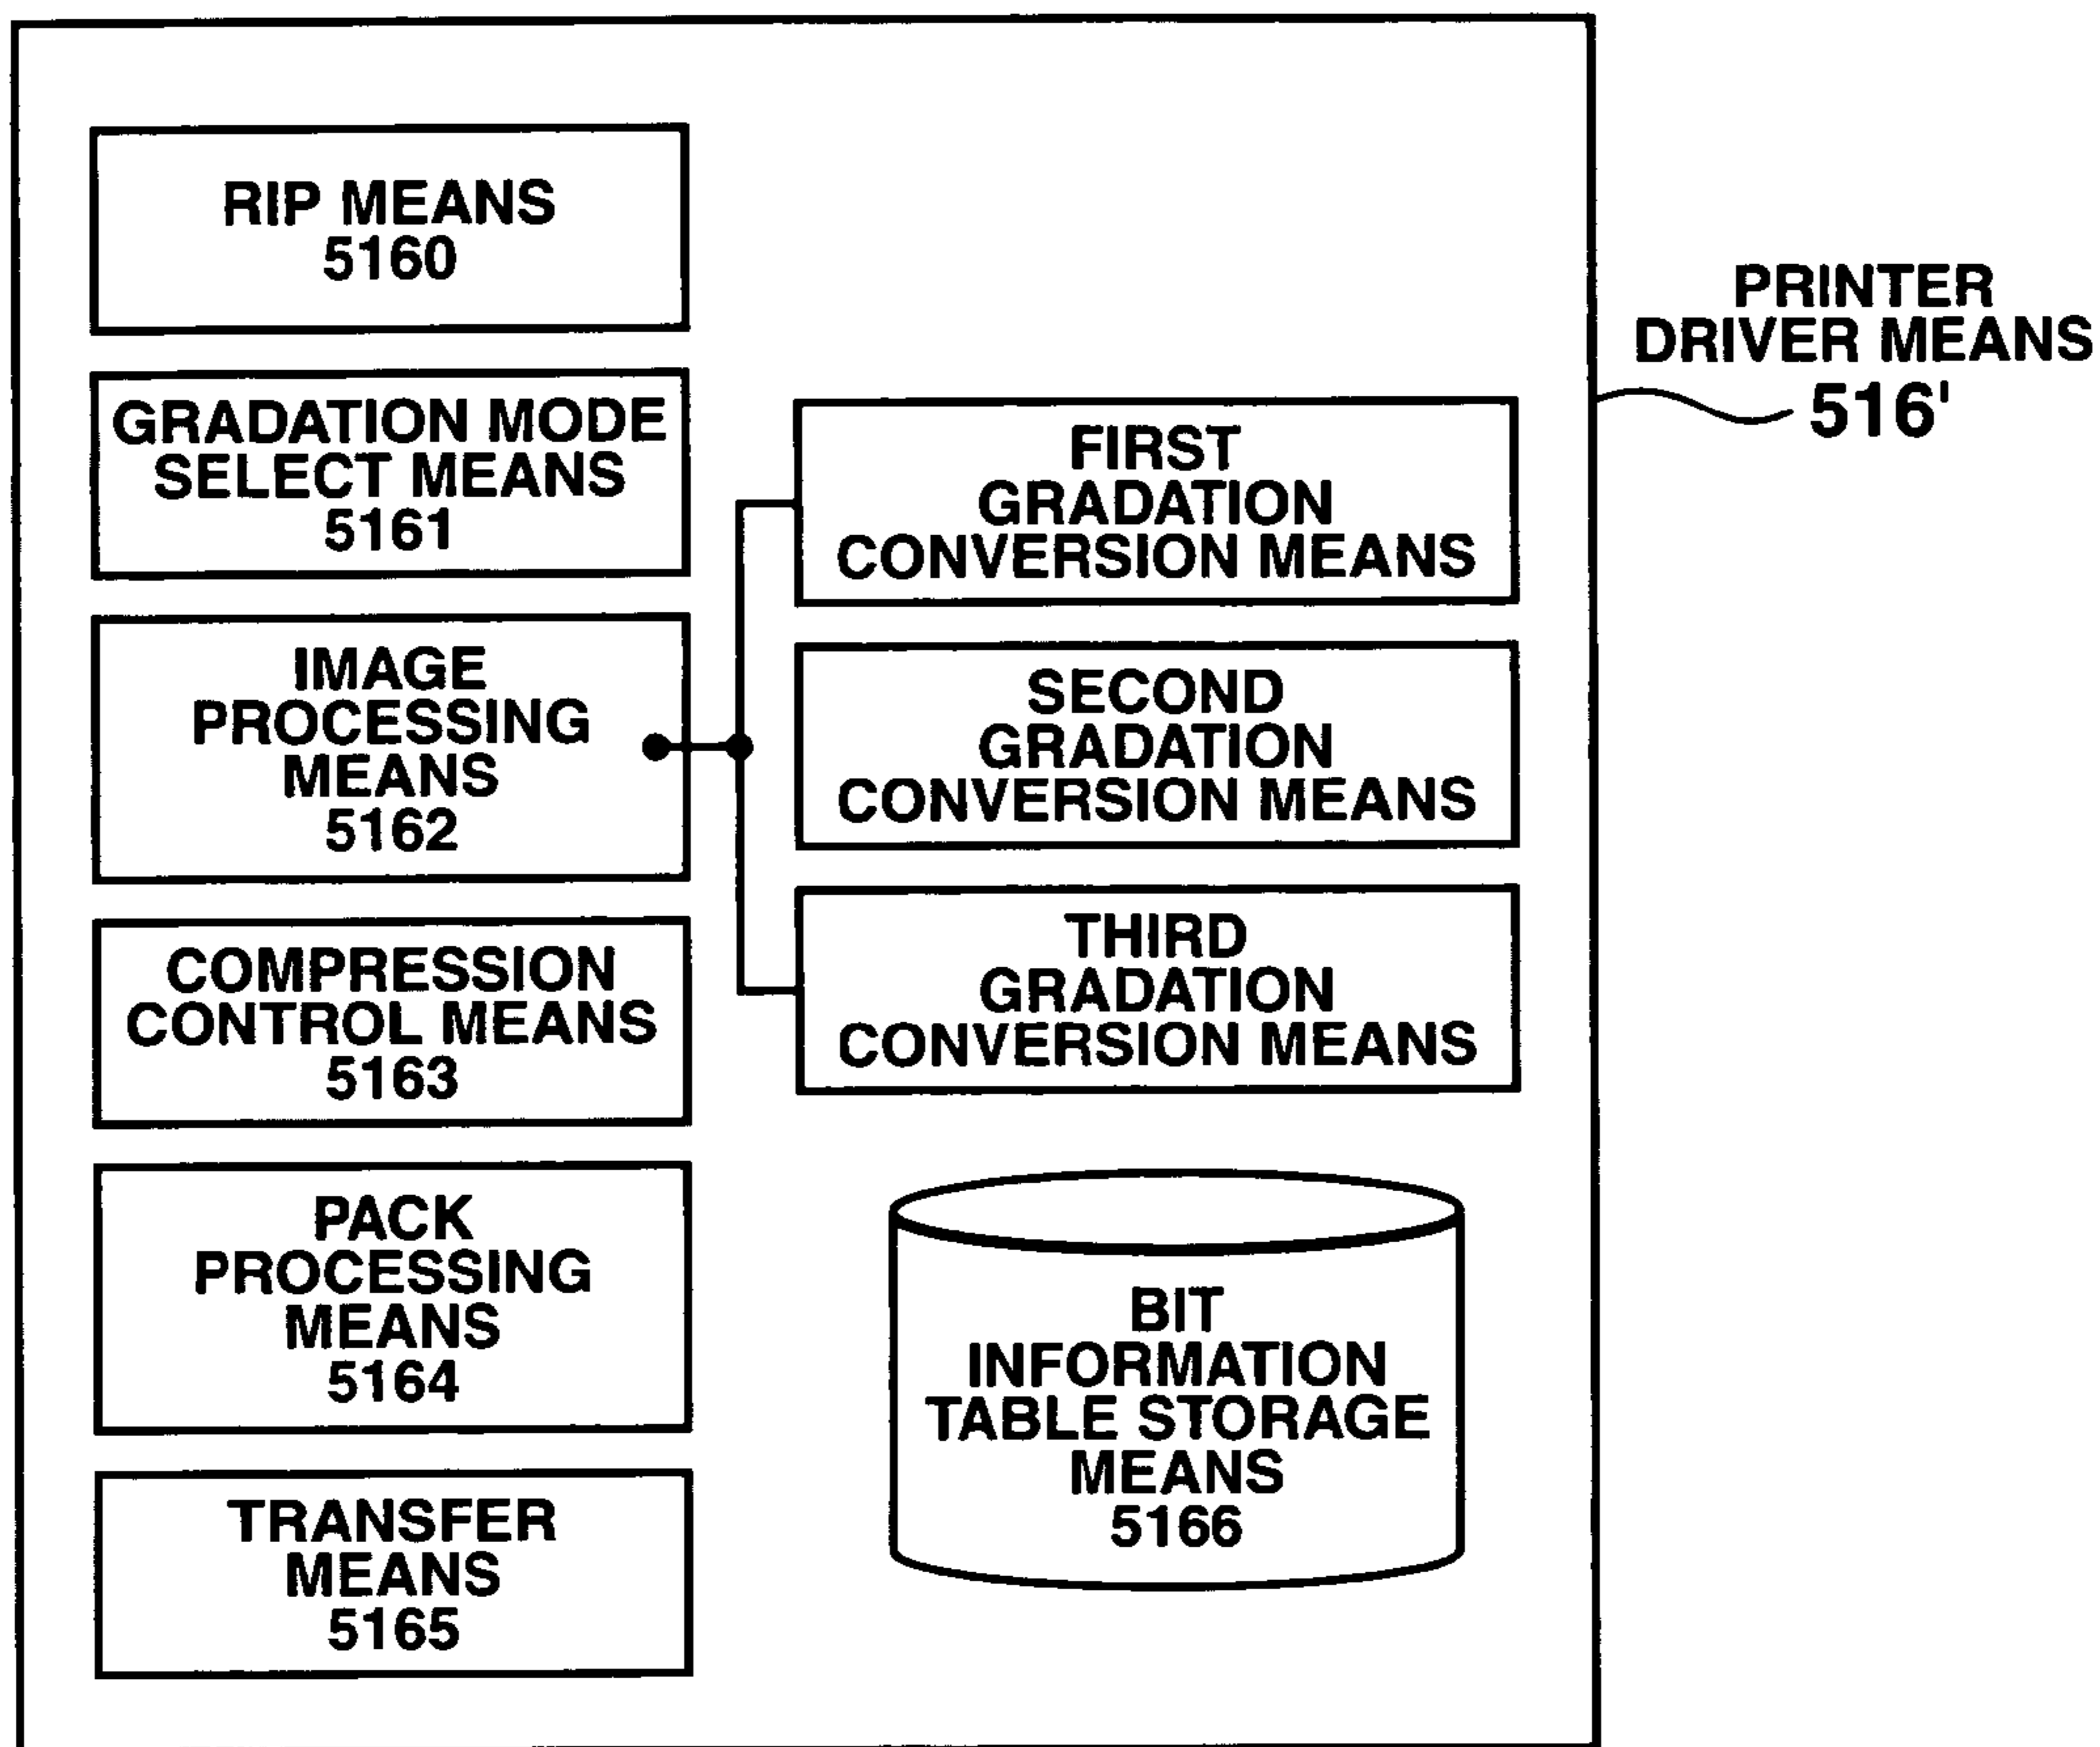 RIP MEANS
5160
GRADATION MODE
SELECT MEANS
5161
IMAGE
PROCESSING
MEANS
5162
COMPRESSION
CONTROL MEANS
5163
PACK
PROCESSING
MEANS
5164
TRANSFER
MEANS
5165
FIRST
GRADATION
CONVERSION MEANS
SECOND
GRADATION
CONVERSION MEANS
THIRD
GRADATION
CONVERSION MEANS
BIT
INFORMATION
TABLE STORAGE
MEANS
5166
PRINTER
DRIVER MEANS
516'